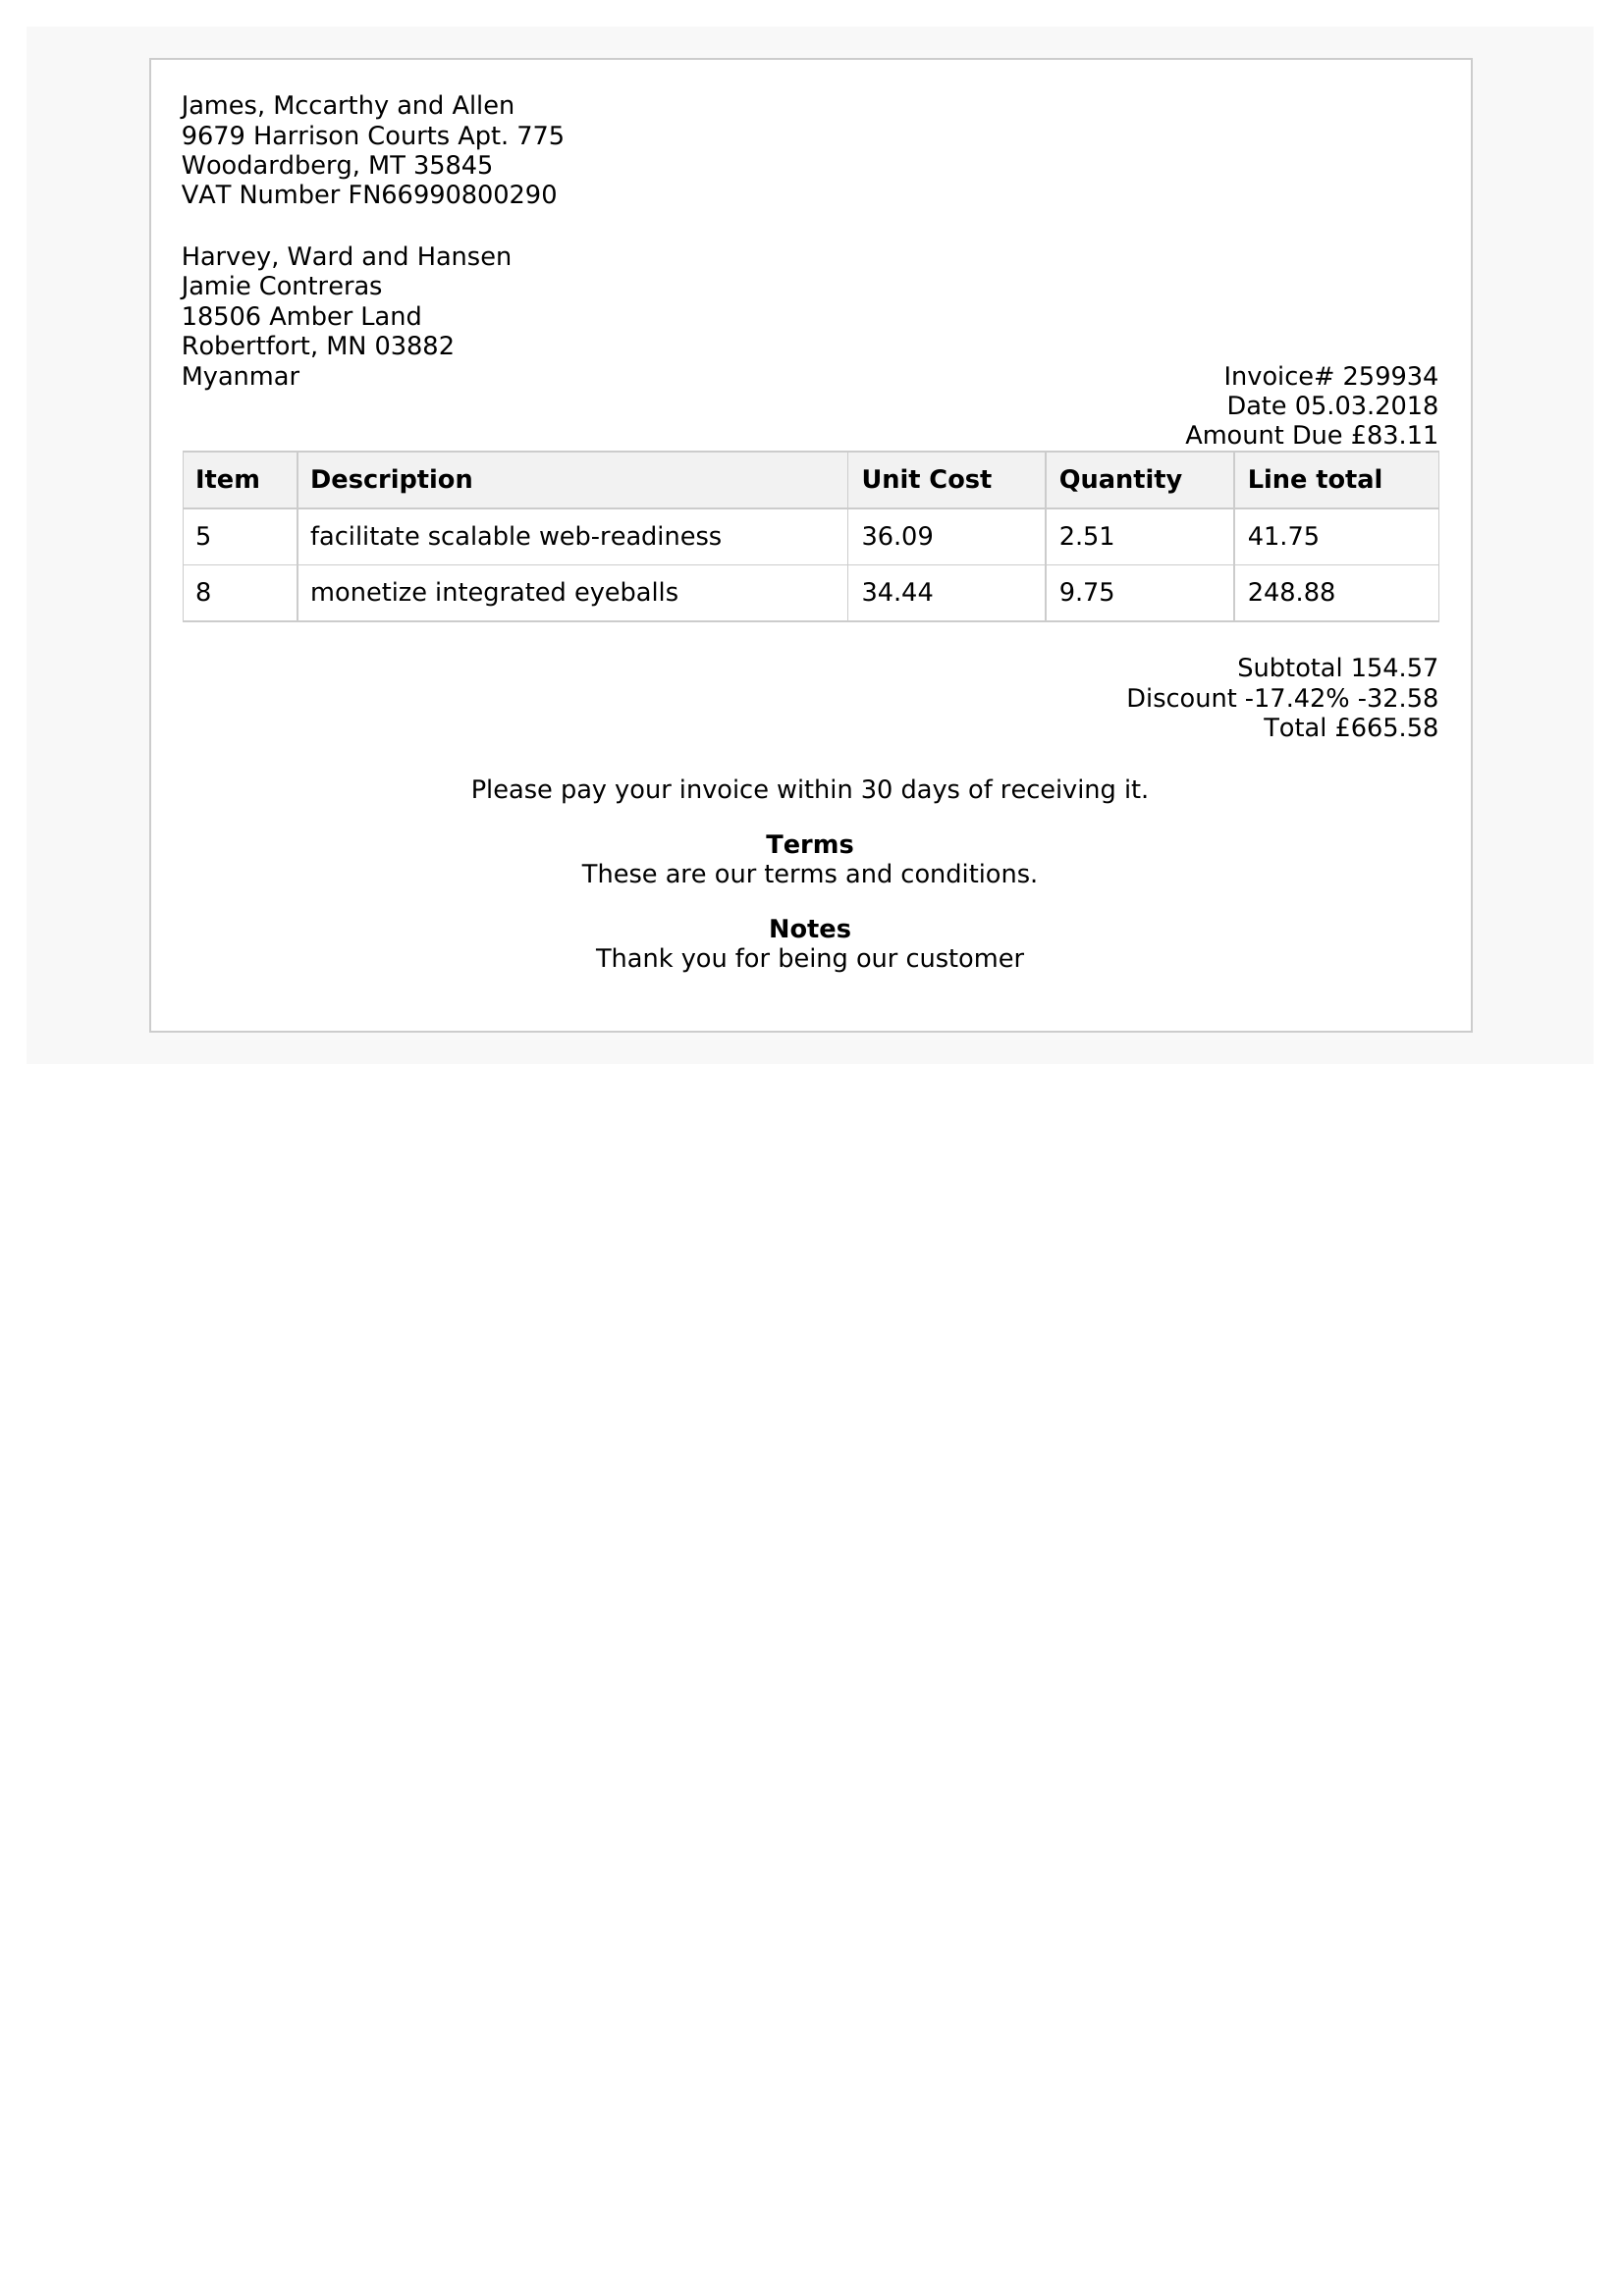 James, Mccarthy and Allen
9679 Harrison Courts Apt. 775
Woodardberg, MT 35845
VAT Number FN66990800290
Harvey, Ward and Hansen
Jamie Contreras
18506 Amber Land
Robertfort, MN 03882
Myanmar
Invoice# 259934
Date 05.03.2018
Amount Due £83.11
Item Description Unit Cost Quantity Line total
5 facilitate scalable web-readiness 36.09 2.51 41.75
8 monetize integrated eyeballs 34.44 9.75 248.88
Subtotal 154.57
Discount -17.42% -32.58
Total £665.58
Please pay your invoice within 30 days of receiving it.
Terms
These are our terms and conditions.
Notes
Thank you for being our customer